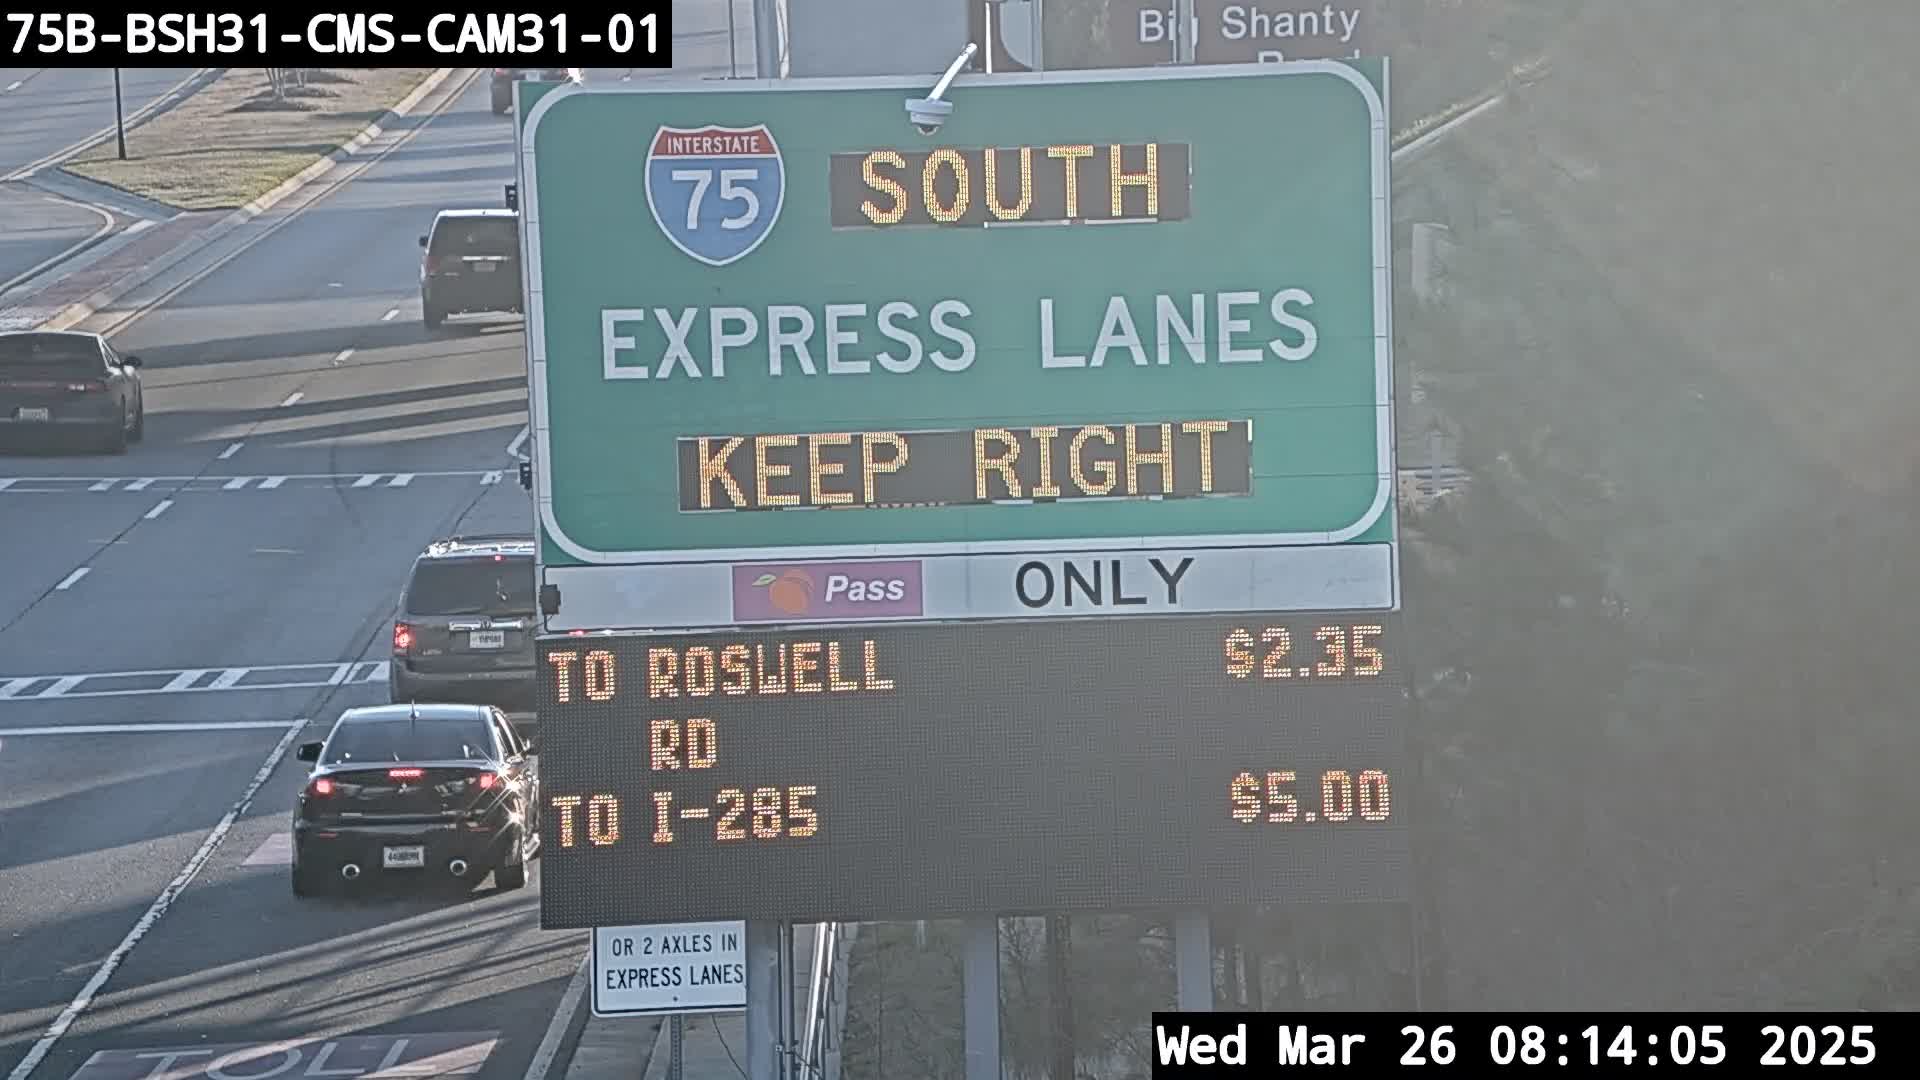 75B-BSH31-CMS-CAM31-01
Big Shanty
INTERSTATE
75
SOUTH
EXPRESS LANES
KEEP RIGHT
Pass
ONLY
TO ROSWELL $2.35
RD
TO I-285 $5.00
OR 2 AXLES IN
EXPRESS LANES
TOLL
Wed Mar 26 08:14:05 2025